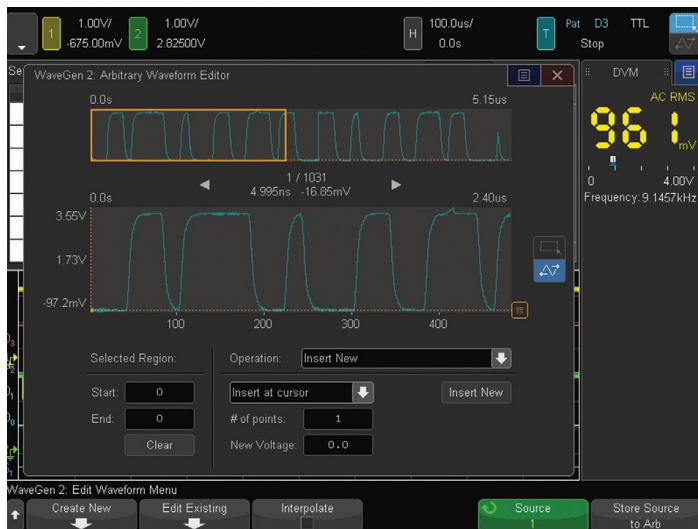 1 1.00V/ 2 1.00V/ H 100.0us/ T Pat D3 TTL
-675.00mV 2.82500V 0.0s Stop
Se WaveGen 2: Arbitrary Waveform Editor
DVM
0.0s 5.15us
AC RMS
961 mV
1 / 1031
4.995ns -16.85mV
0 4.00V
Frequency: 9.1457kHz
0.0s 2.40us
3.55V
1.73V
-97.2mV
100 200 300 400
Selected Region: Operation: Insert New
Start: 0 Insert at cursor Insert New
End: 0 # of points: 1
Clear New Voltage: 0.0
WaveGen 2: Edit Waveform Menu
Create New Edit Existing Interpolate Source Store Source
1 to Arb